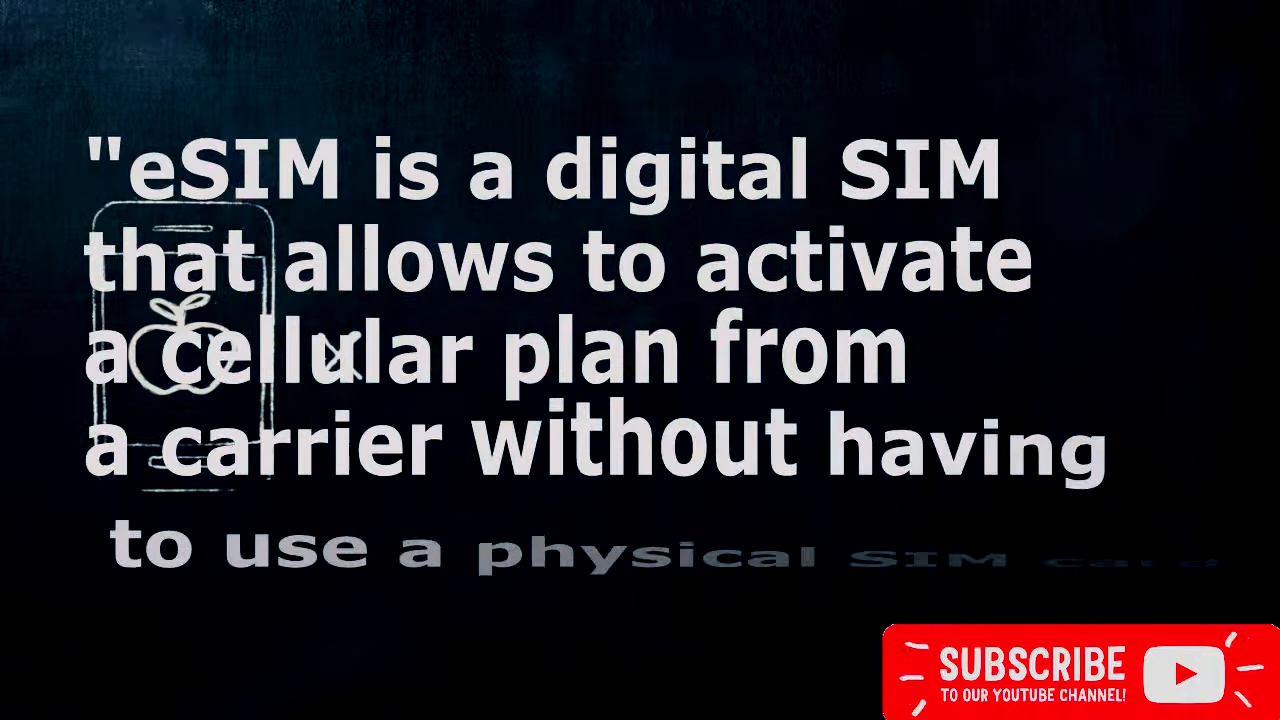 "eSIM is a digital SIM
that allows to activate
a cellular plan from
a carrier without having
to use a physical SIM card
SUBSCRIBE
TO OUR YOUTUBE CHANNEL!